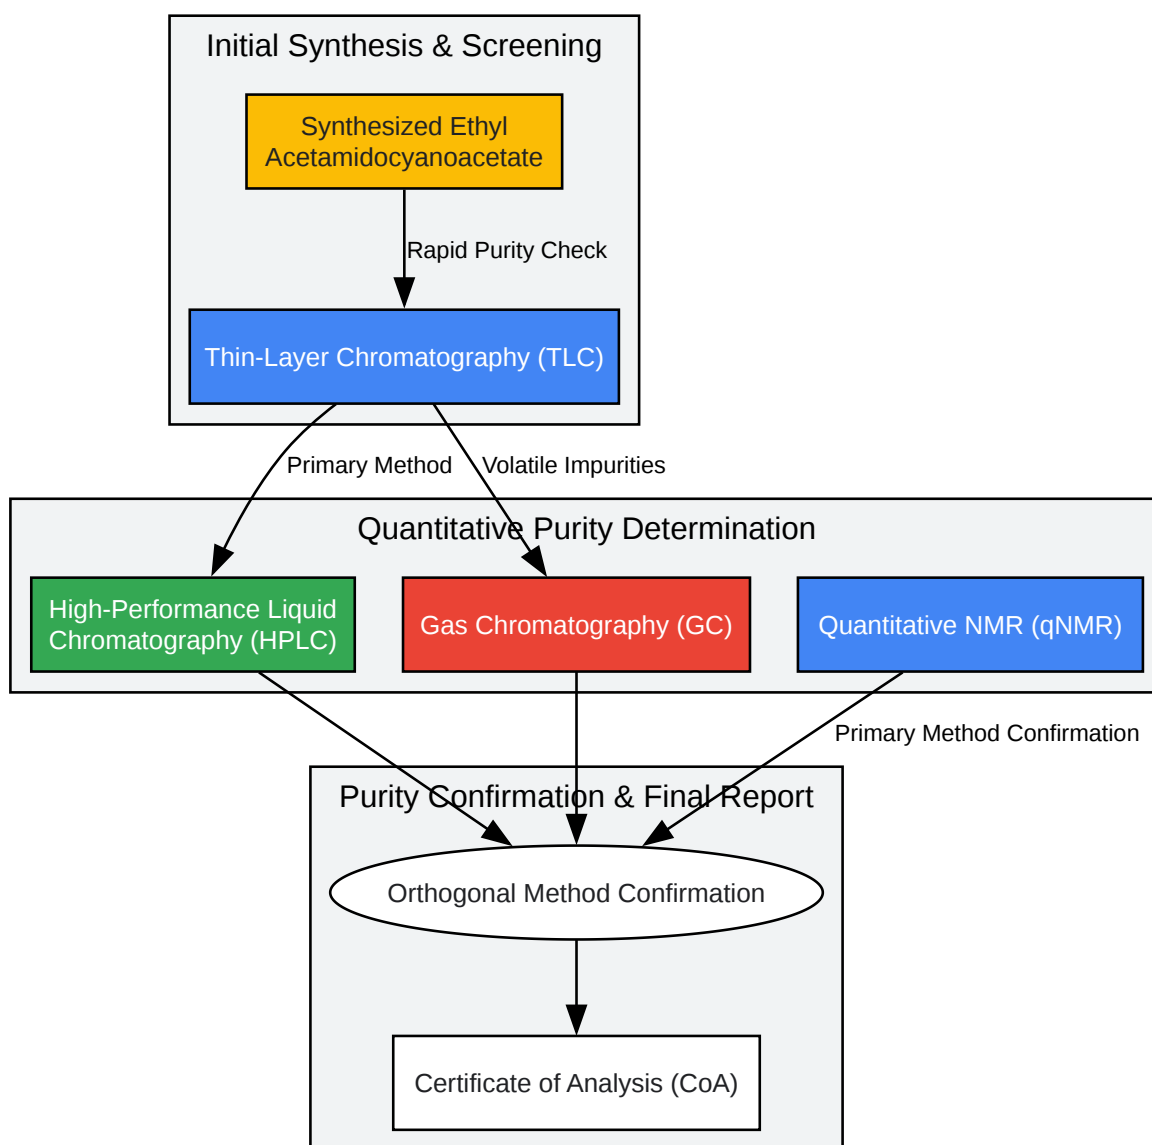 Initial Synthesis & Screening
Synthesized Ethyl
Acetamidocyanoacetate
Rapid Purity Check
Thin-Layer Chromatography (TLC)
Primary Method
Volatile Impurities
Quantitative Purity Determination
High-Performance Liquid
Chromatography (HPLC)
Gas Chromatography (GC)
Quantitative NMR (qNMR)
Primary Method Confirmation
Purity Confirmation & Final Report
Orthogonal Method Confirmation
Certificate of Analysis (CoA)